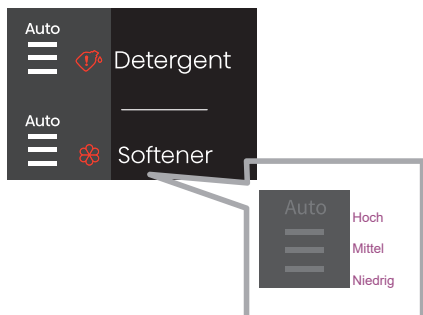 Auto
Detergent
Auto
Softener
Auto
Hoch
Mittel
Niedrig